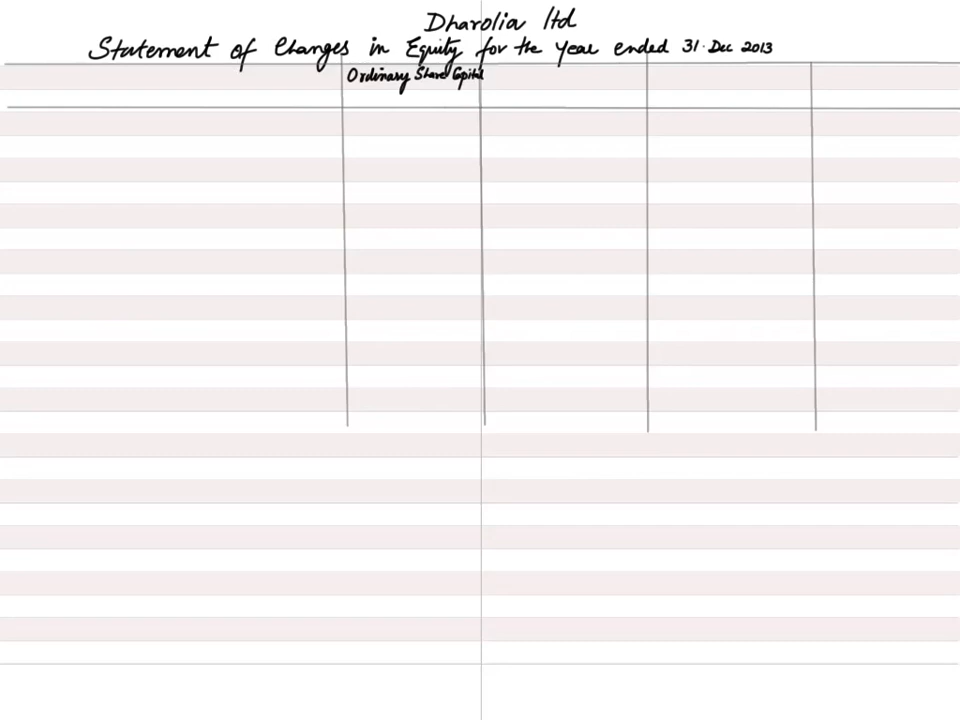 Dharolia ltd
Statement of Changes in Equity for the Year ended 31. Dec 2013
Ordinary Share Capital